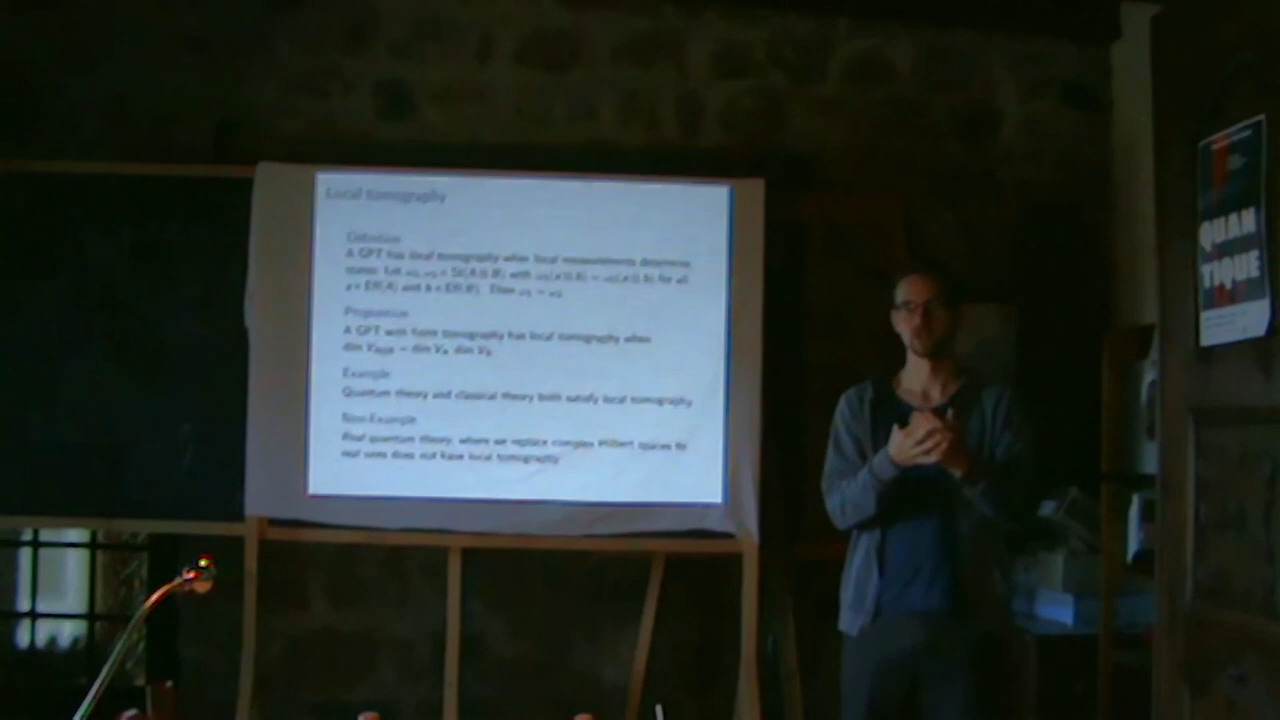 Local tomography
Definition
A GPT has local tomography when local measurements determine
states: Let ω₁, ω₂ ∈ St(A ⊗ B) with ω₁(a ⊗ b) = ω₂(a ⊗ b) for all
a ∈ Eff(A) and b ∈ Eff(B). Then ω₁ = ω₂
Proposition
A GPT with finite tomography has local tomography when
dim V_A⊗B = dim V_A dim V_B
Example
Quantum theory and classical theory both satisfy local tomography
Non-Example
Real quantum theory, where we replace complex Hilbert spaces to
real ones does not have local tomography
QUAN
TIQUE